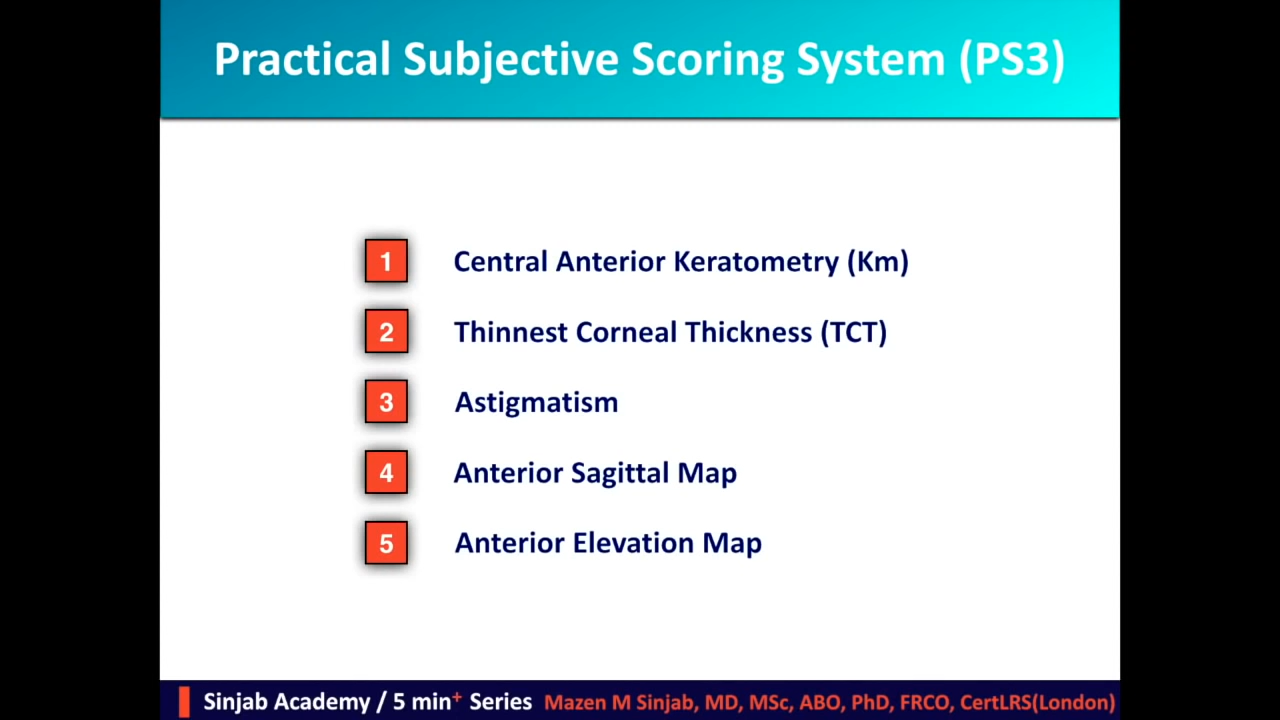 Practical Subjective Scoring System (PS3)
1 Central Anterior Keratometry (Km)
2 Thinnest Corneal Thickness (TCT)
3 Astigmatism
4 Anterior Sagittal Map
5 Anterior Elevation Map
Sinjab Academy / 5 min+ Series Mazen M Sinjab, MD, MSc, ABO, PhD, FRCO, CertLRS(London)